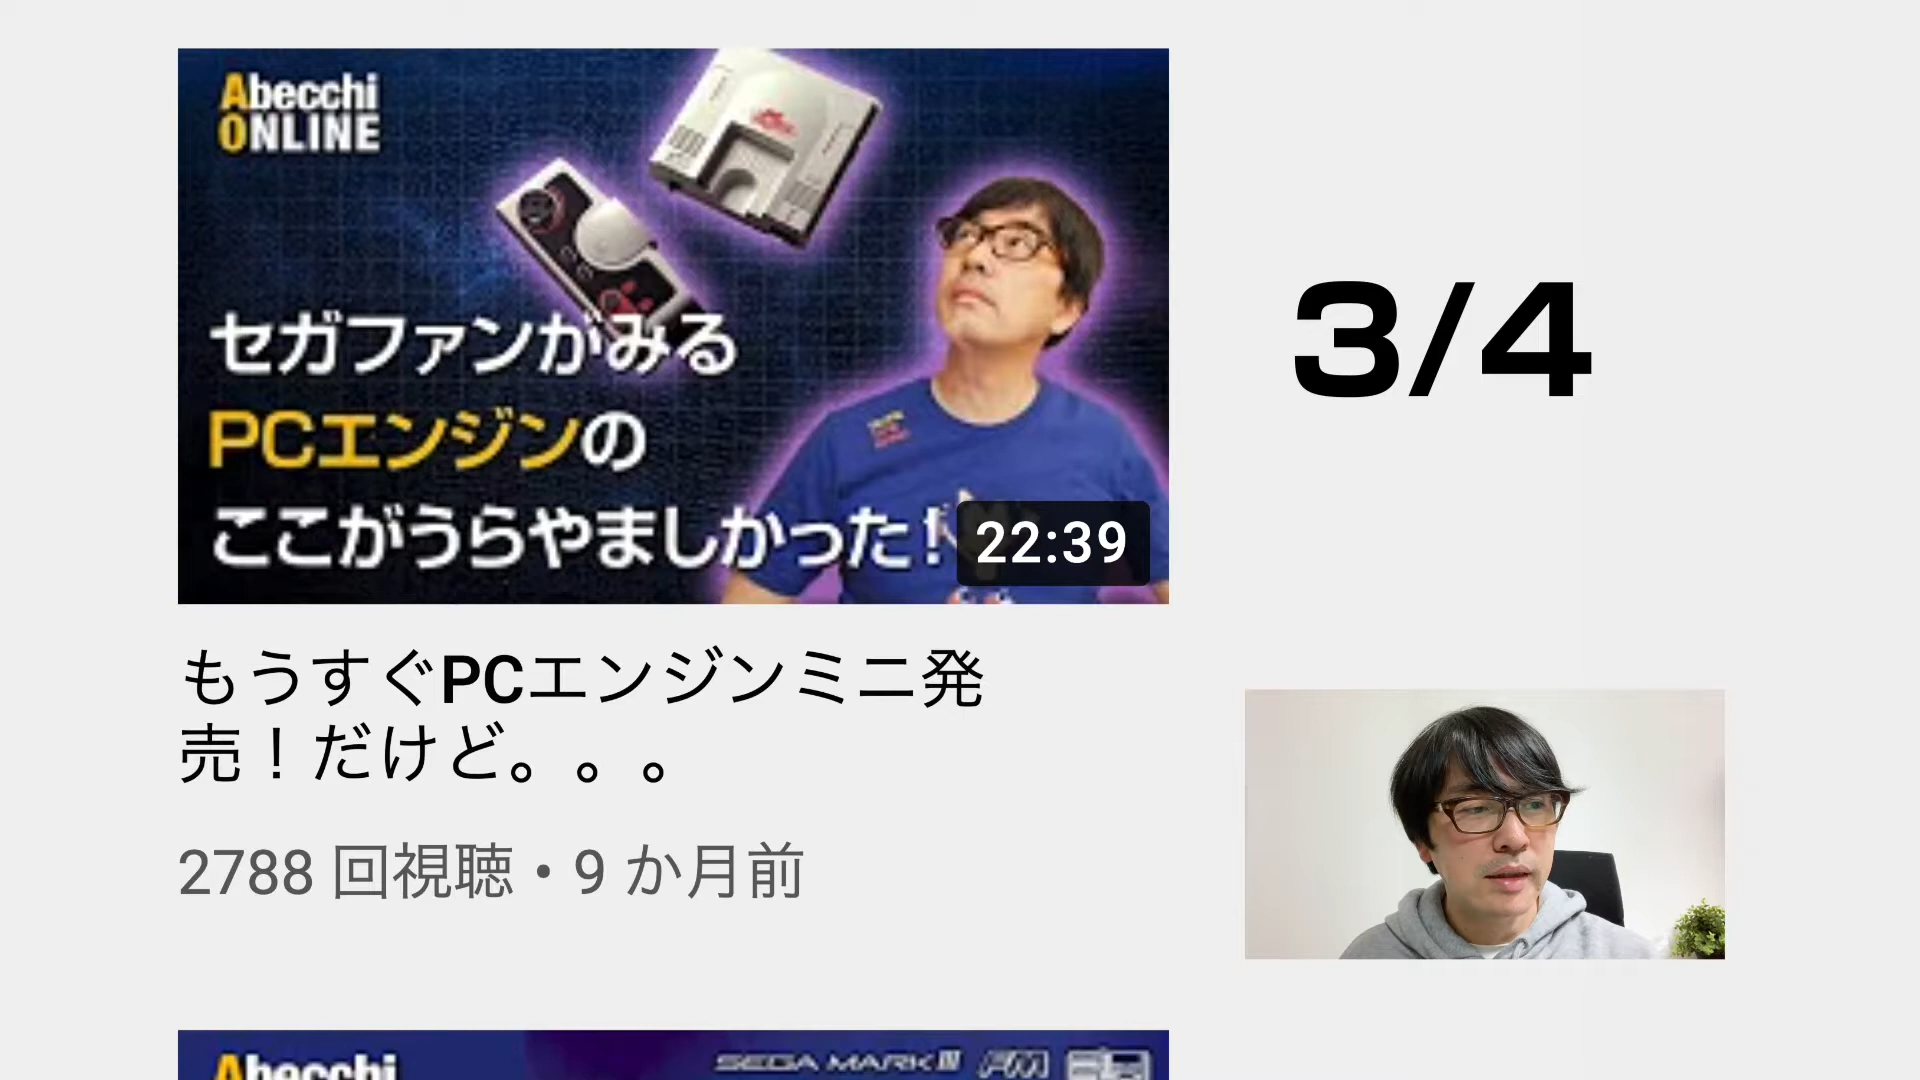 Abecchi
ONLINE
セガファンがみる
PCエンジンの
ここがうらやましかった!
22:39
3/4
もうすぐPCエンジンミニ発
売！だけど。。。
2788 回視聴・9 か月前
Abecchi
SEGA MARK III FM